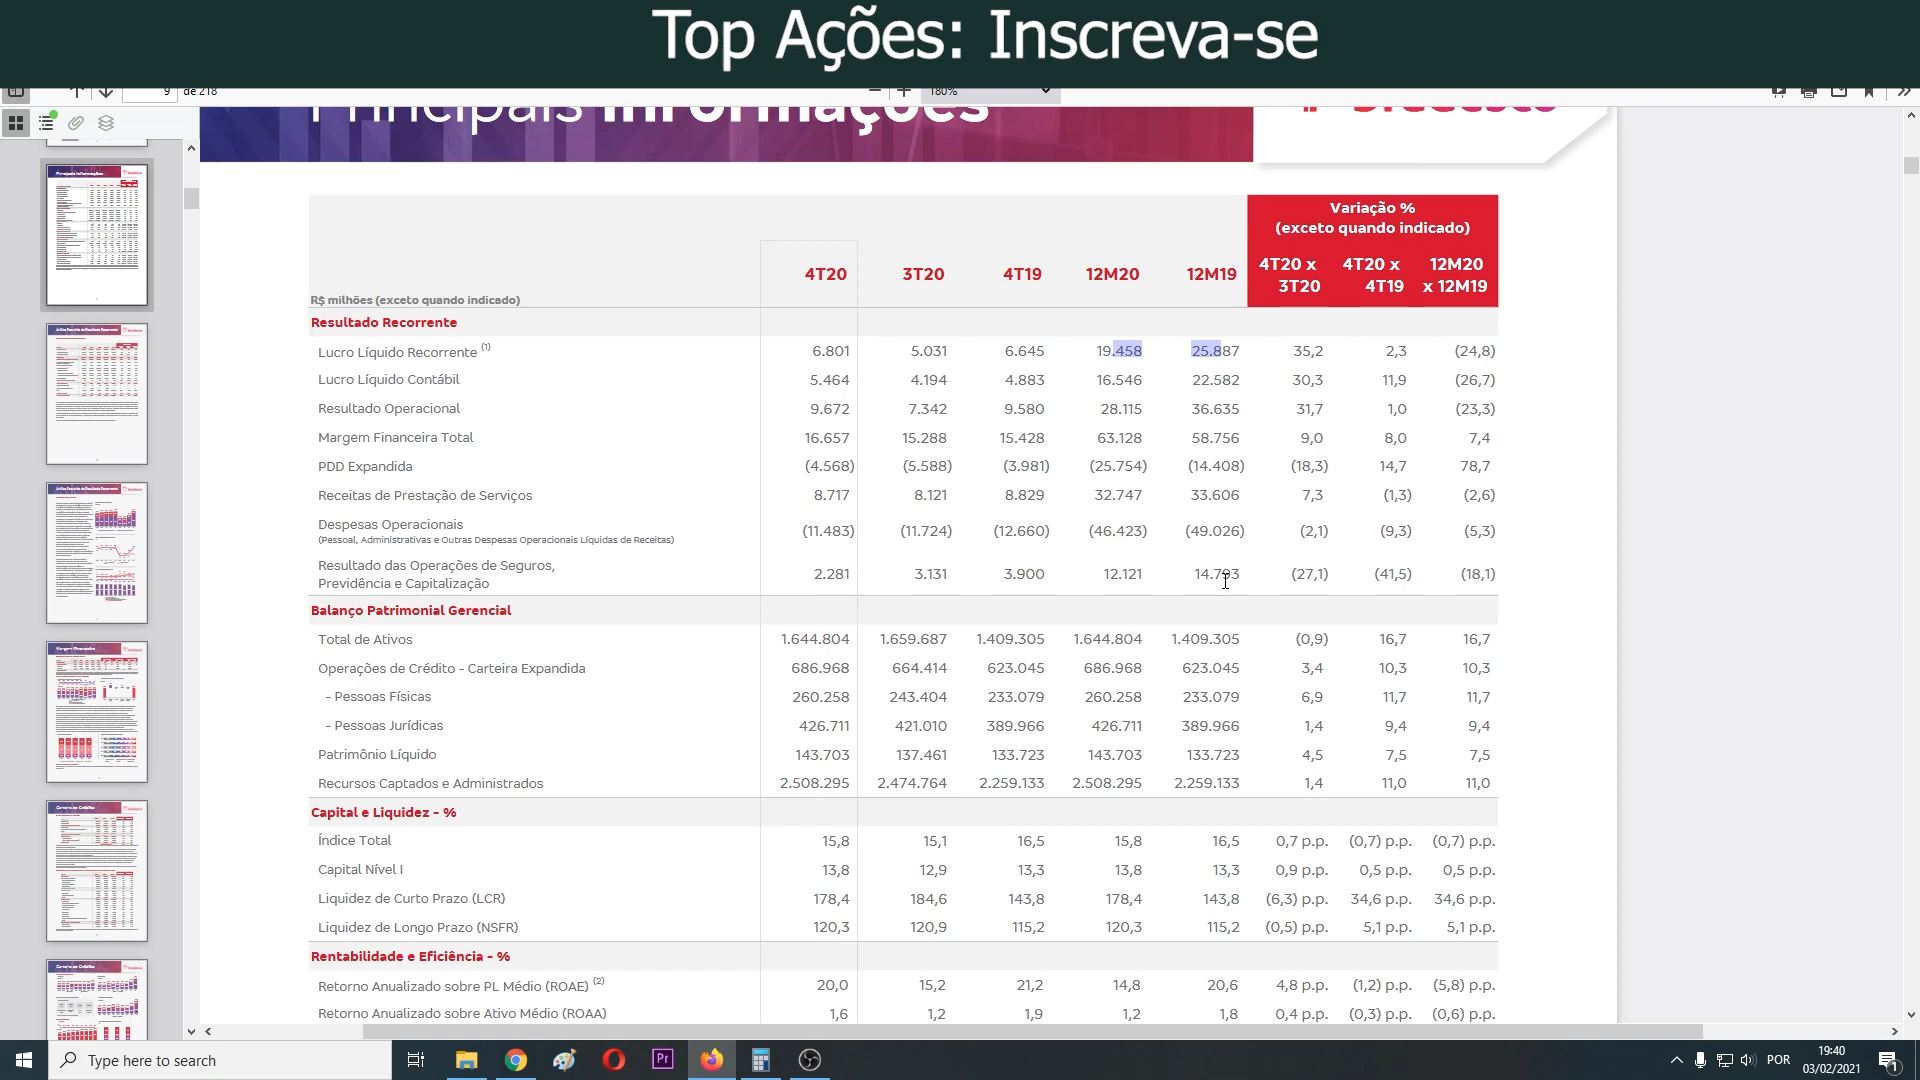 Top Ações: Inscreva-se
9 de 218
180%
Principais Informações
Variação %
(exceto quando indicado)
R$ milhões (exceto quando indicado) 4T20 3T20 4T19 12M20 12M19 4T20 x 3T20 4T20 x 4T19 12M20 x 12M19
Resultado Recorrente
Lucro Líquido Recorrente (1) 6.801 5.031 6.645 19.458 25.887 35,2 2,3 (24,8)
Lucro Líquido Contábil 5.464 4.194 4.883 16.546 22.582 30,3 11,9 (26,7)
Resultado Operacional 9.672 7.342 9.580 28.115 36.635 31,7 1,0 (23,3)
Margem Financeira Total 16.657 15.288 15.428 63.128 58.756 9,0 8,0 7,4
PDD Expandida (4.568) (5.588) (3.981) (25.754) (14.408) (18,3) 14,7 78,7
Receitas de Prestação de Serviços 8.717 8.121 8.829 32.747 33.606 7,3 (1,3) (2,6)
Despesas Operacionais (11.483) (11.724) (12.660) (46.423) (49.026) (2,1) (9,3) (5,3)
(Pessoal, Administrativas e Outras Despesas Operacionais Líquidas de Receitas)
Resultado das Operações de Seguros,
Previdência e Capitalização 2.281 3.131 3.900 12.121 14.793 (27,1) (41,5) (18,1)
Balanço Patrimonial Gerencial
Total de Ativos 1.644.804 1.659.687 1.409.305 1.644.804 1.409.305 (0,9) 16,7 16,7
Operações de Crédito - Carteira Expandida 686.968 664.414 623.045 686.968 623.045 3,4 10,3 10,3
- Pessoas Físicas 260.258 243.404 233.079 260.258 233.079 6,9 11,7 11,7
- Pessoas Jurídicas 426.711 421.010 389.966 426.711 389.966 1,4 9,4 9,4
Patrimônio Líquido 143.703 137.461 133.723 143.703 133.723 4,5 7,5 7,5
Recursos Captados e Administrados 2.508.295 2.474.764 2.259.133 2.508.295 2.259.133 1,4 11,0 11,0
Capital e Liquidez - %
Índice Total 15,8 15,1 16,5 15,8 16,5 0,7 p.p. (0,7) p.p. (0,7) p.p.
Capital Nível I 13,8 12,9 13,3 13,8 13,3 0,9 p.p. 0,5 p.p. 0,5 p.p.
Liquidez de Curto Prazo (LCR) 178,4 184,6 143,8 178,4 143,8 (6,3) p.p. 34,6 p.p. 34,6 p.p.
Liquidez de Longo Prazo (NSFR) 120,3 120,9 115,2 120,3 115,2 (0,5) p.p. 5,1 p.p. 5,1 p.p.
Rentabilidade e Eficiência - %
Retorno Anualizado sobre PL Médio (ROAE) (2) 20,0 15,2 21,2 14,8 20,6 4,8 p.p. (1,2) p.p. (5,8) p.p.
Retorno Anualizado sobre Ativo Médio (ROAA) 1,6 1,2 1,9 1,2 1,8 0,4 p.p. (0,3) p.p. (0,6) p.p.
Type here to search
Pr
POR
19:40
03/02/2021
1